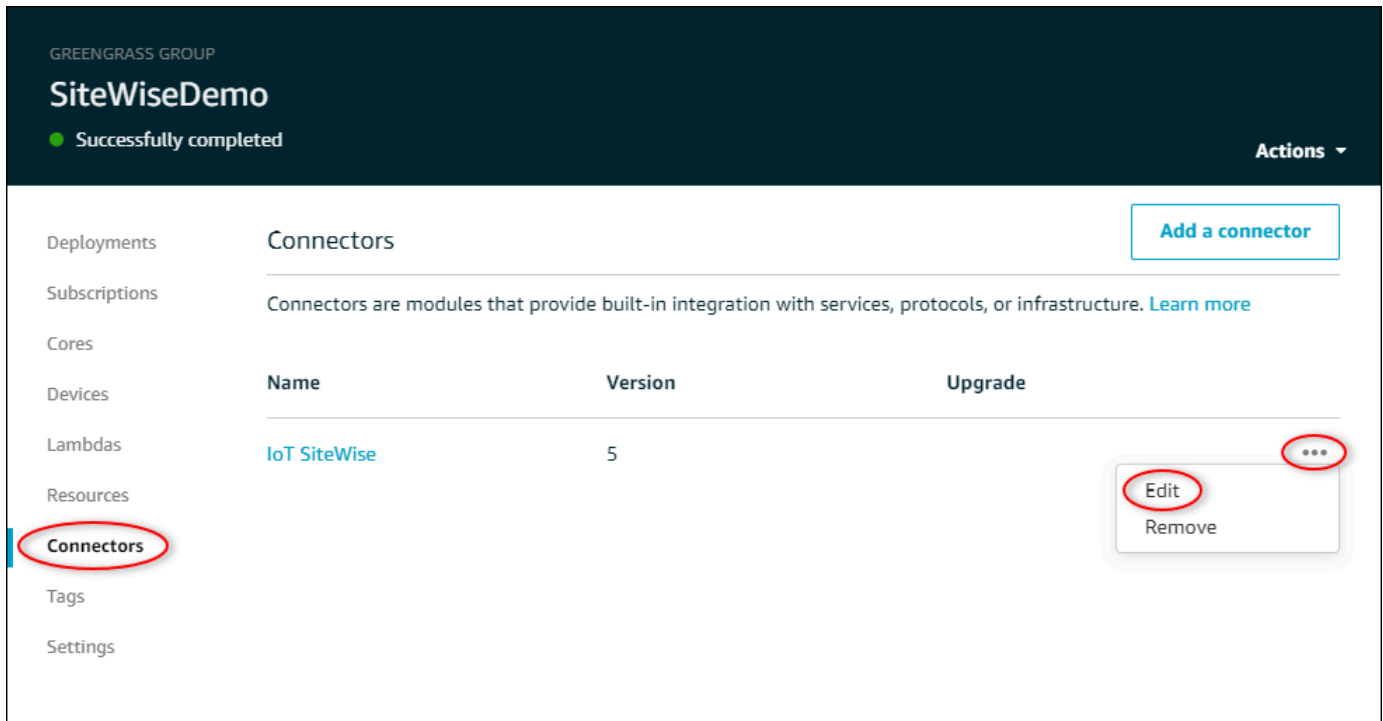 GREENGRASS GROUP
SiteWiseDemo
Successfully completed
Actions
Deployments
Subscriptions
Cores
Devices
Lambdas
Resources
Connectors
Tags
Settings
Connectors
Add a connector
Connectors are modules that provide built-in integration with services, protocols, or infrastructure. Learn more
Name Version Upgrade
IoT SiteWise 5
Edit
Remove